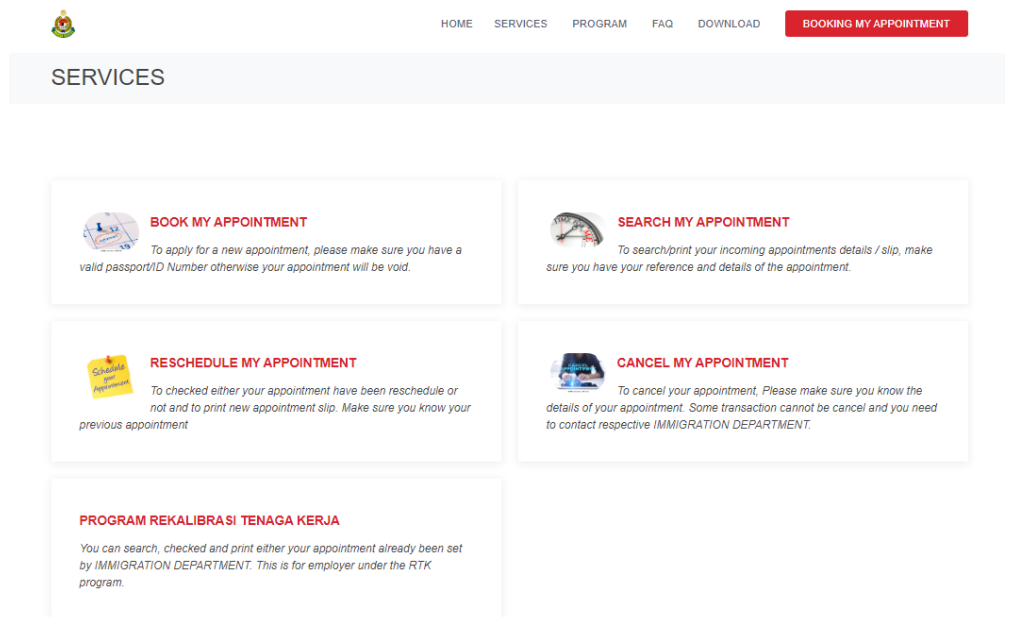 HOME SERVICES PROGRAM FAQ DOWNLOAD BOOKING MY APPOINTMENT
SERVICES
BOOK MY APPOINTMENT
To apply for a new appointment, please make sure you have a
valid passport/ID Number otherwise your appointment will be void.
SEARCH MY APPOINTMENT
To search/print your incoming appointments details / slip, make
sure you have your reference and details of the appointment.
Schedule
your
Appointment
RESCHEDULE MY APPOINTMENT
To checked either your appointment have been reschedule or
not and to print new appointment slip. Make sure you know your
previous appointment
CANCEL MY APPOINTMENT
To cancel your appointment, Please make sure you know the
details of your appointment. Some transaction cannot be cancel and you need
to contact respective IMMIGRATION DEPARTMENT.
PROGRAM REKALIBRASI TENAGA KERJA
You can search, checked and print either your appointment already been set
by IMMIGRATION DEPARTMENT. This is for employer under the RTK
program.